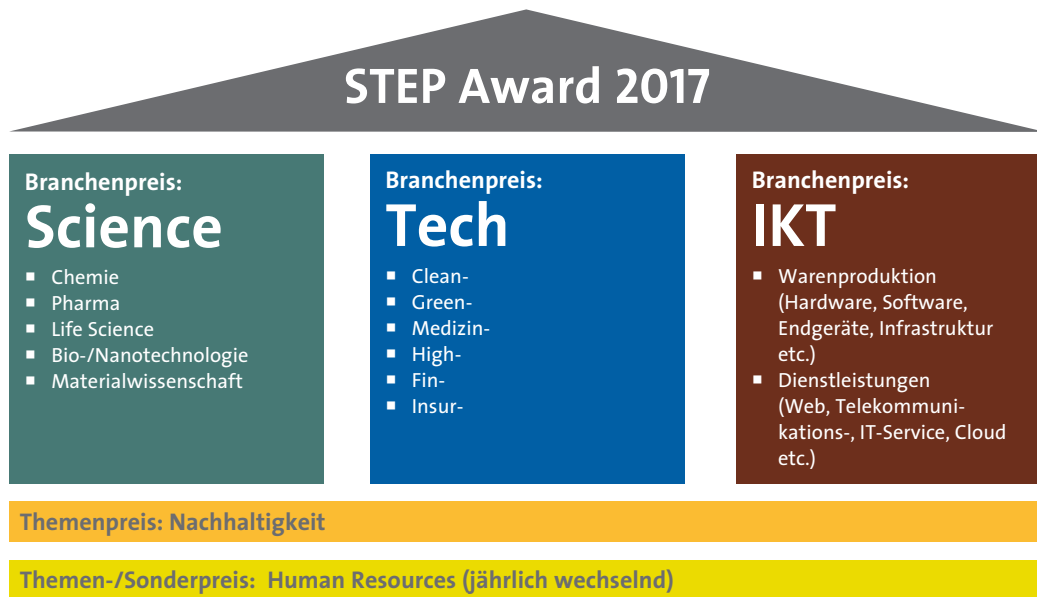 STEP Award 2017
Branchenpreis:
Science
▪ Chemie
▪ Pharma
▪ Life Science
▪ Bio-/Nanotechnologie
▪ Materialwissenschaft
Branchenpreis:
Tech
▪ Clean-
▪ Green-
▪ Medizin-
▪ High-
▪ Fin-
▪ Insur-
Branchenpreis:
IKT
▪ Warenproduktion
(Hardware, Software,
Endgeräte, Infrastruktur
etc.)
▪ Dienstleistungen
(Web, Telekommuni-
kations-, IT-Service, Cloud
etc.)
Themenpreis: Nachhaltigkeit
Themen-/Sonderpreis: Human Resources (jährlich wechselnd)